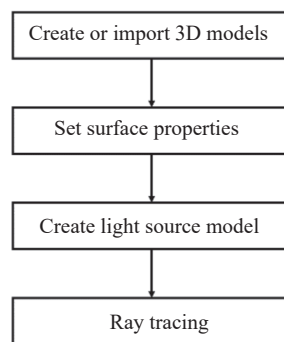 Create or import 3D models
Set surface properties
Create light source model
Ray tracing